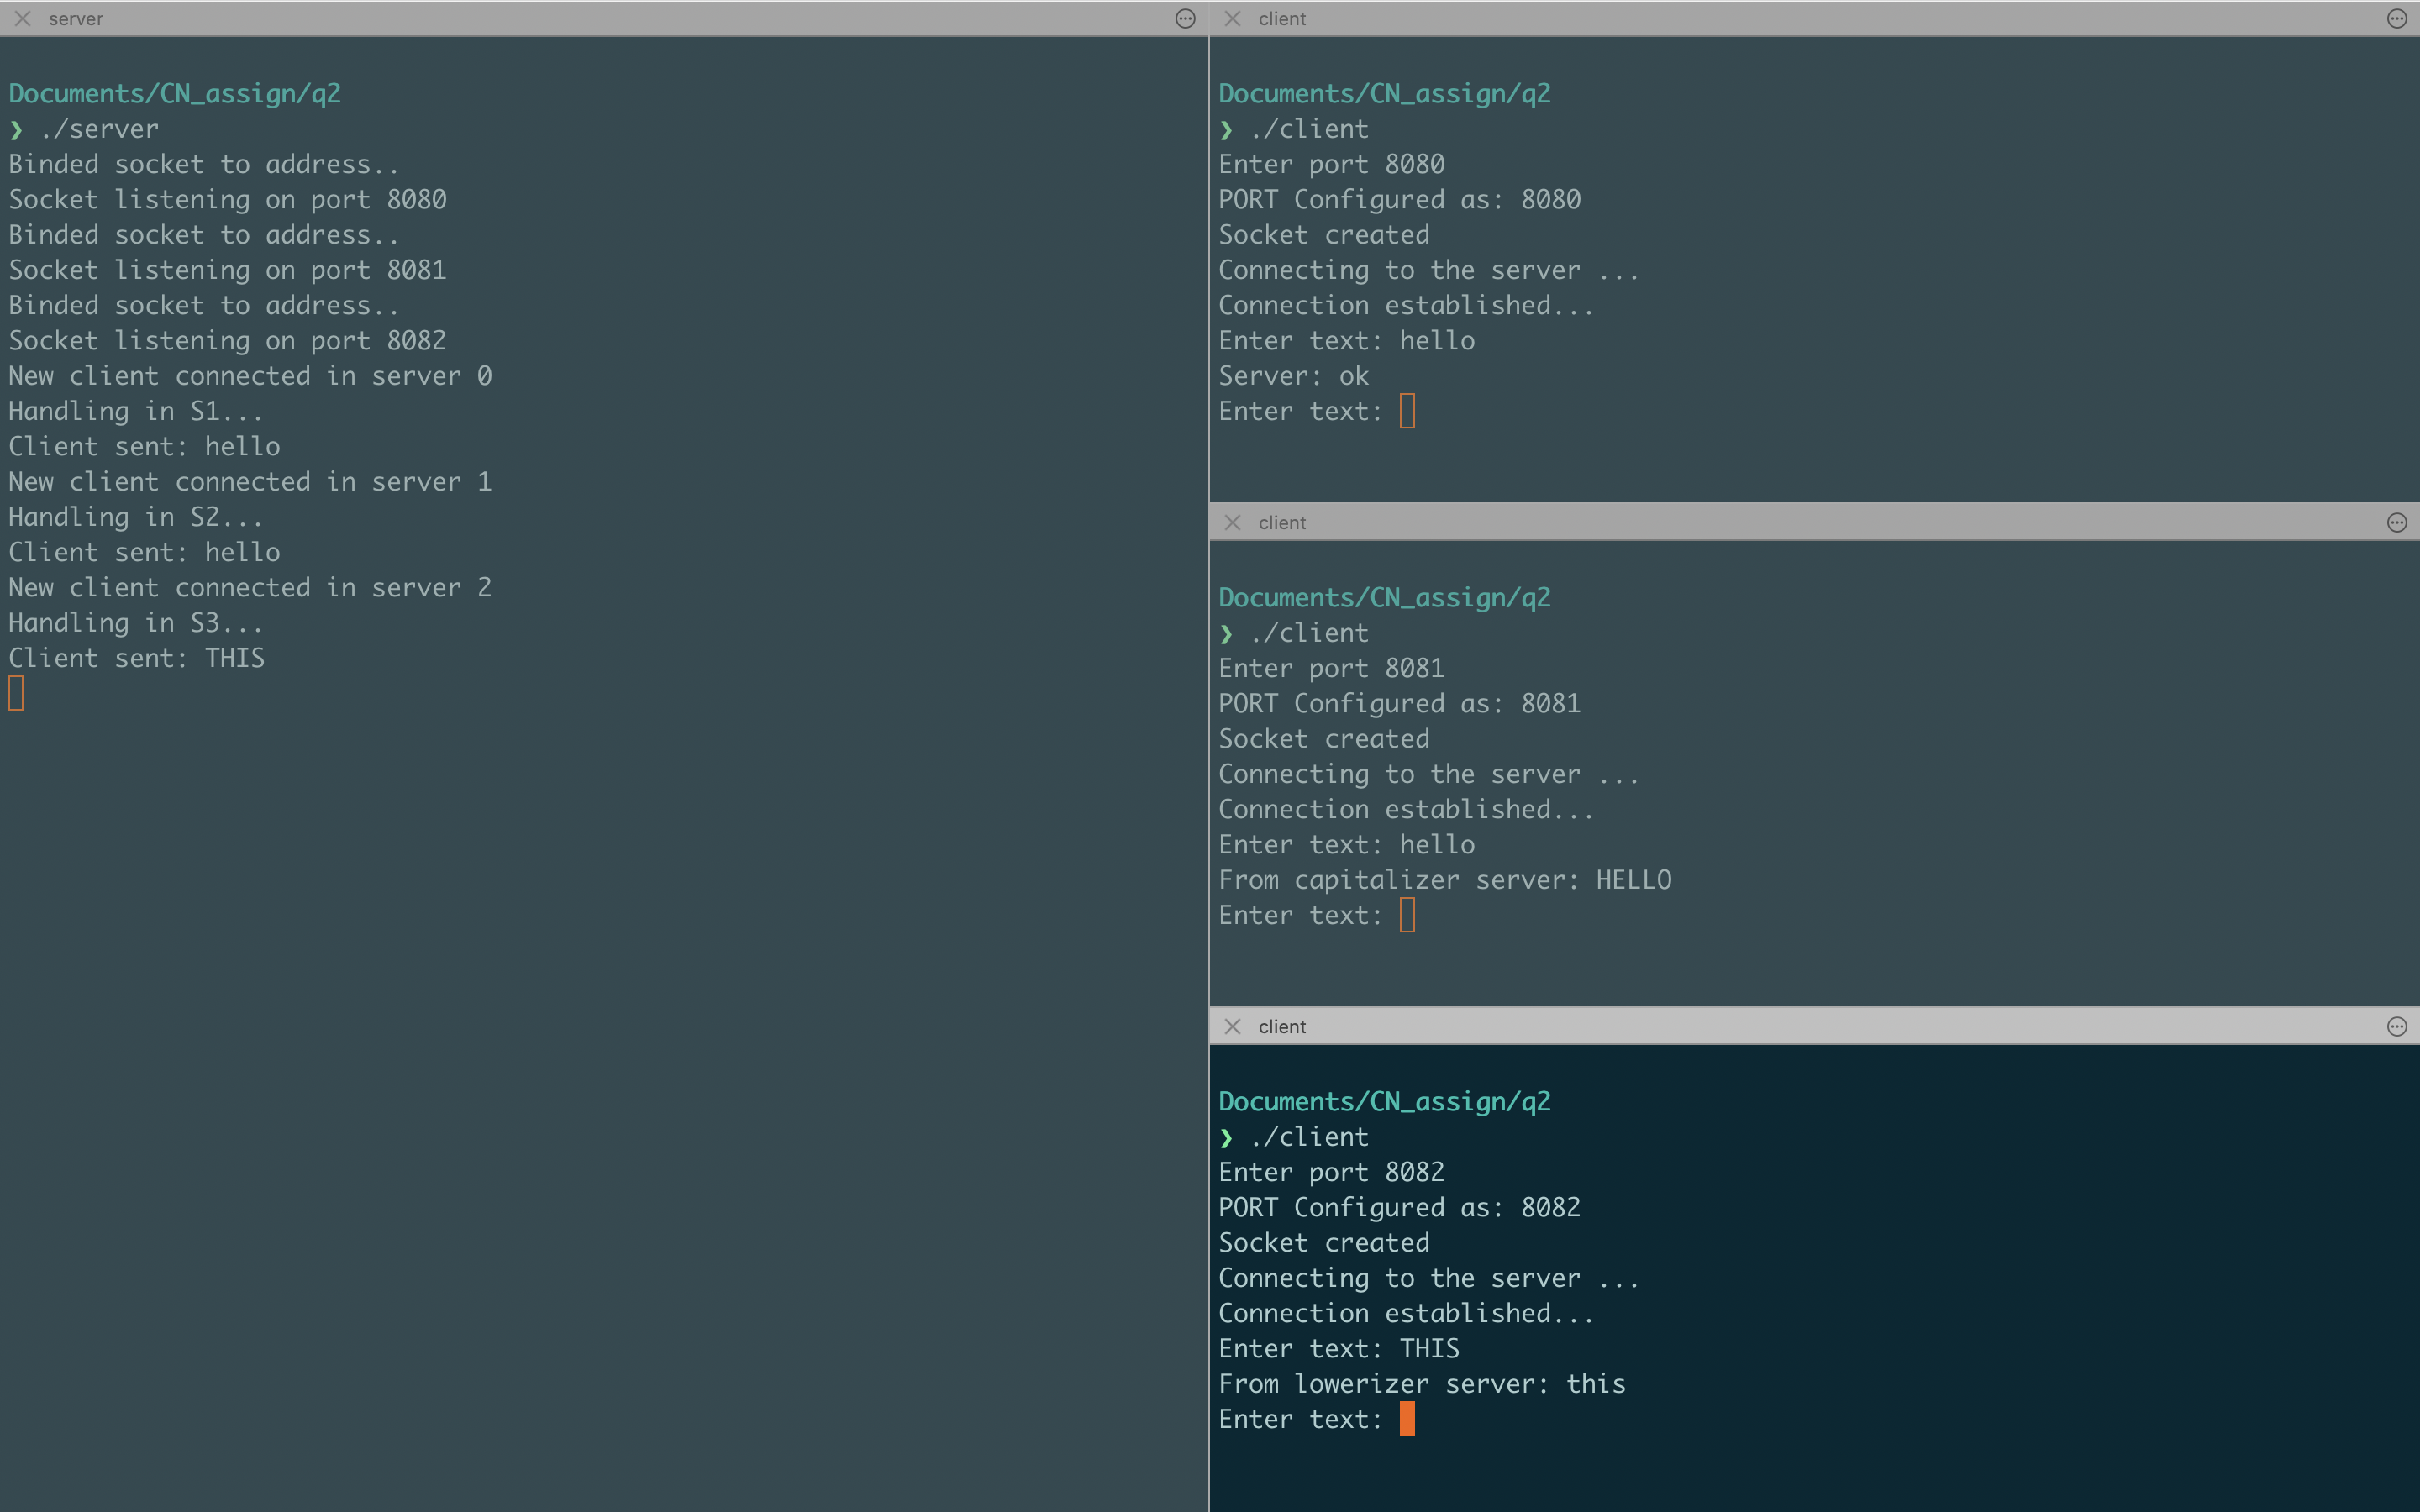 server
Documents/CN_assign/q2
❯ ./server
Binded socket to address..
Socket listening on port 8080
Binded socket to address..
Socket listening on port 8081
Binded socket to address..
Socket listening on port 8082
New client connected in server 0
Handling in S1...
Client sent: hello
New client connected in server 1
Handling in S2...
Client sent: hello
New client connected in server 2
Handling in S3...
Client sent: THIS
client
Documents/CN_assign/q2
❯ ./client
Enter port 8080
PORT Configured as: 8080
Socket created
Connecting to the server ...
Connection established...
Enter text: hello
Server: ok
Enter text:
client
Documents/CN_assign/q2
❯ ./client
Enter port 8081
PORT Configured as: 8081
Socket created
Connecting to the server ...
Connection established...
Enter text: hello
From capitalizer server: HELLO
Enter text:
client
Documents/CN_assign/q2
❯ ./client
Enter port 8082
PORT Configured as: 8082
Socket created
Connecting to the server ...
Connection established...
Enter text: THIS
From lowerizer server: this
Enter text: